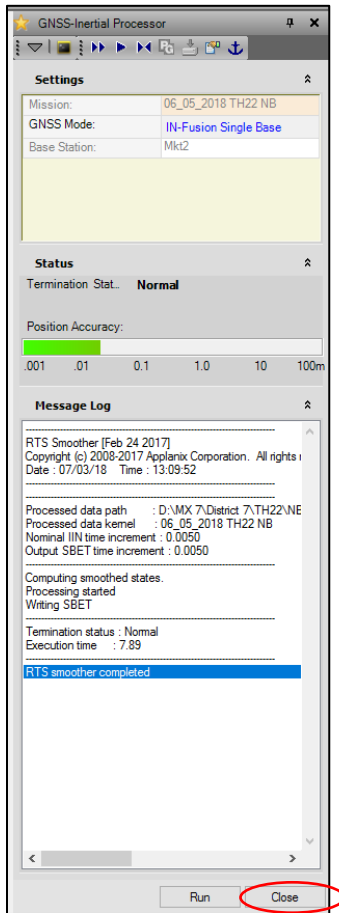 GNSS-Inertial Processor
Settings
Mission: 06_05_2018 TH22 NB
GNSS Mode: IN-Fusion Single Base
Base Station: Mkt2
Status
Termination Stat.. Normal
Position Accuracy:
.001 .01 0.1 1.0 10 100m
Message Log
RTS Smoother [Feb 24 2017]
Copyright (c) 2008-2017 Applanix Corporation. All rights
Date : 07/03/18 Time : 13:09:52
Processed data path : D:\MX 7\District 7\TH22\NE
Processed data kernel : 06_05_2018 TH22 NB
Nominal IIN time increment : 0.0050
Output SBET time increment : 0.0050
Computing smoothed states.
Processing started
Writing SBET
Termination status : Normal
Execution time : 7.89
RTS smoother completed
Run Close